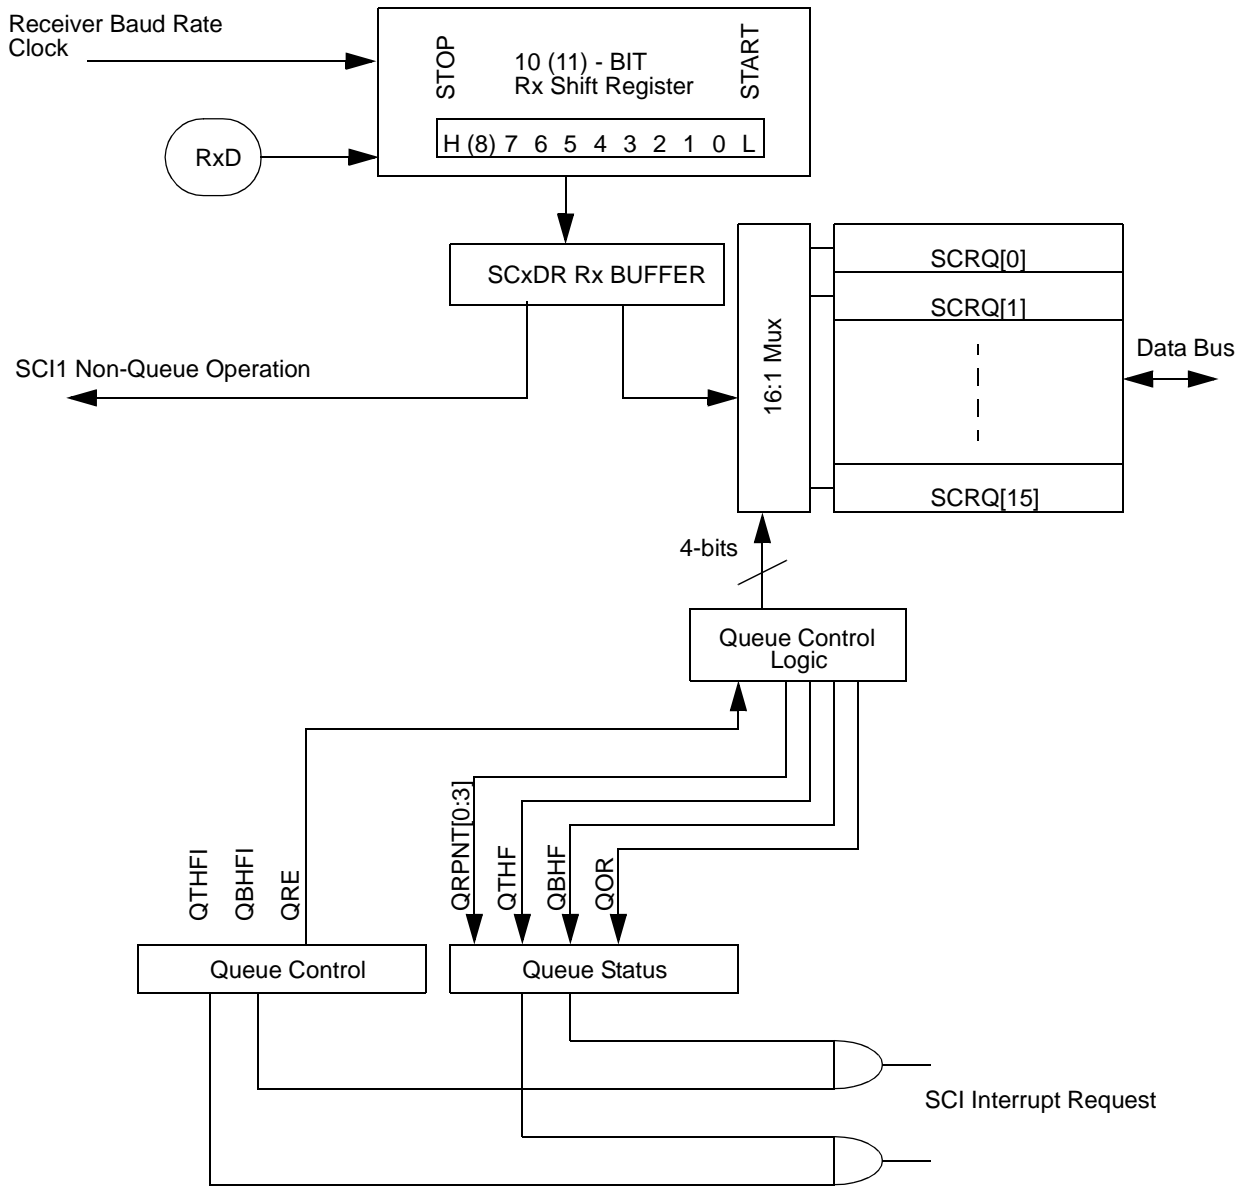 Receiver Baud Rate
Clock
STOP
10 (11) - BIT
Rx Shift Register
START
H (8) 7 6 5 4 3 2 1 0 L
RxD
SCxDR Rx BUFFER
SCI1 Non-Queue Operation
16:1 Mux
SCRQ[0]
SCRQ[1]
SCRQ[15]
Data Bus
4-bits
Queue Control
Logic
QTHFI
QBHFI
QRE
QRPNT[0:3]
QTHF
QBHF
QOR
Queue Control
Queue Status
SCI Interrupt Request